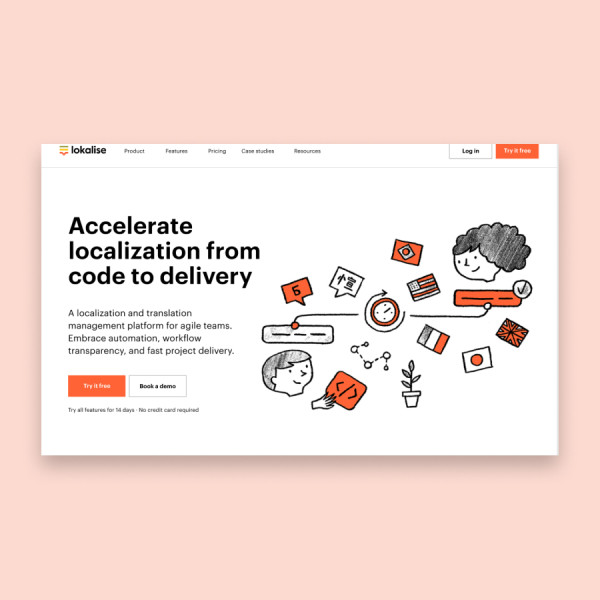 lokalise
Product
Features
Pricing
Case studies
Resources
Log in
Try it free
Accelerate
localization from
code to delivery
A localization and translation
management platform for agile teams.
Embrace automation, workflow
transparency, and fast project delivery.
Try it free
Book a demo
Try all features for 14 days · No credit card required
</>